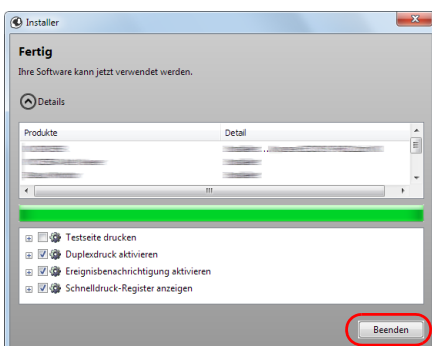 Installer
Fertig
Ihre Software kann jetzt verwendet werden.
Details
Produkte Detail
Testseite drucken
Duplexdruck aktivieren
Ereignisbenachrichtigung aktivieren
Schnelldruck-Register anzeigen
Beenden